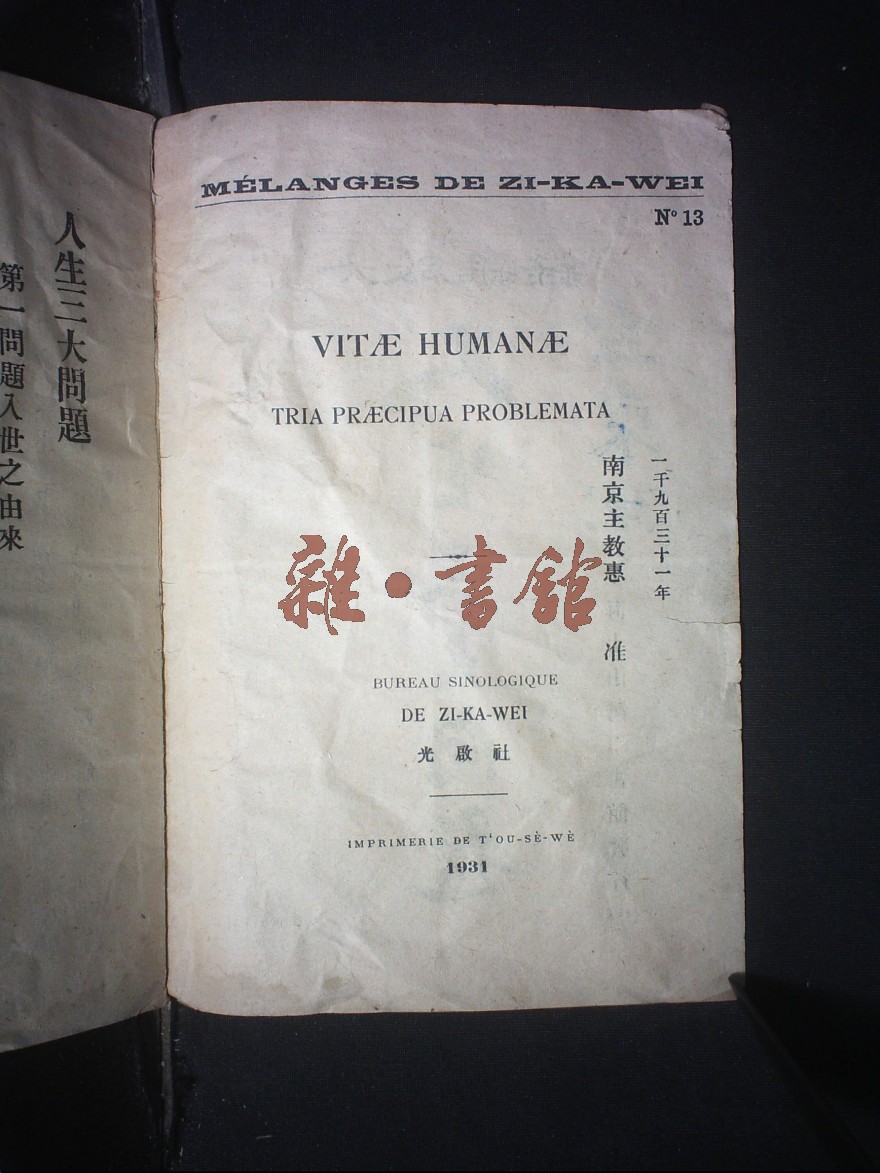 MÉLANGES DE ZI-KA-WEI
Nº 13
VITÆ HUMANÆ
TRIA PRÆCIPUA PROBLEMATA
一千九百三十一年
南京主教惠 准
雜·書館
BUREAU SINOLOGIQUE
DE ZI-KA-WEI
光啟社
IMPRIMERIE DE T'OU-SÈ-WÈ
1931
人生三大問題
第一問題入世之由來